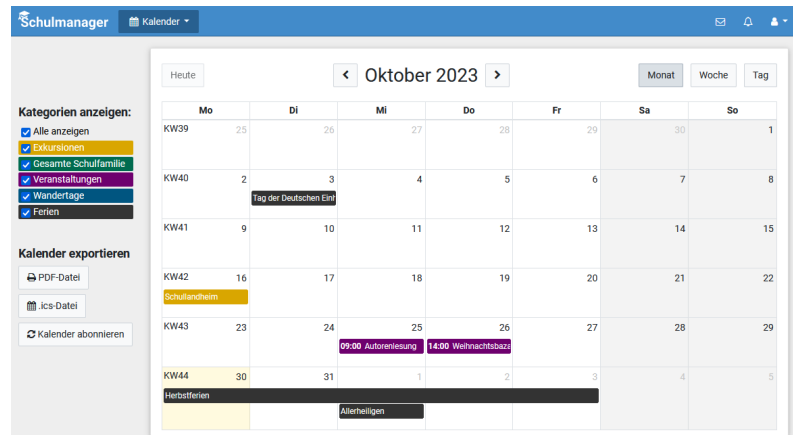 Schulmanager Kalender
Heute Oktober 2023 Monat Woche Tag
Kategorien anzeigen:
Alle anzeigen
Exkursionen
Gesamte Schulfamilie
Veranstaltungen
Wandertage
Ferien
Kalender exportieren
PDF-Datei
.ics-Datei
Kalender abonnieren
Mo Di Mi Do Fr Sa So
KW39 25 26 27 28 29 30 1
KW40 2 3 4 5 6 7 8
Tag der Deutschen Einh
KW41 9 10 11 12 13 14 15
KW42 16 17 18 19 20 21 22
Schullandheim
KW43 23 24 25 26 27 28 29
09:00 Autorenlesung 14:00 Weihnachtsbaza
KW44 30 31 1 2 3 4 5
Herbstferien
Allerheiligen